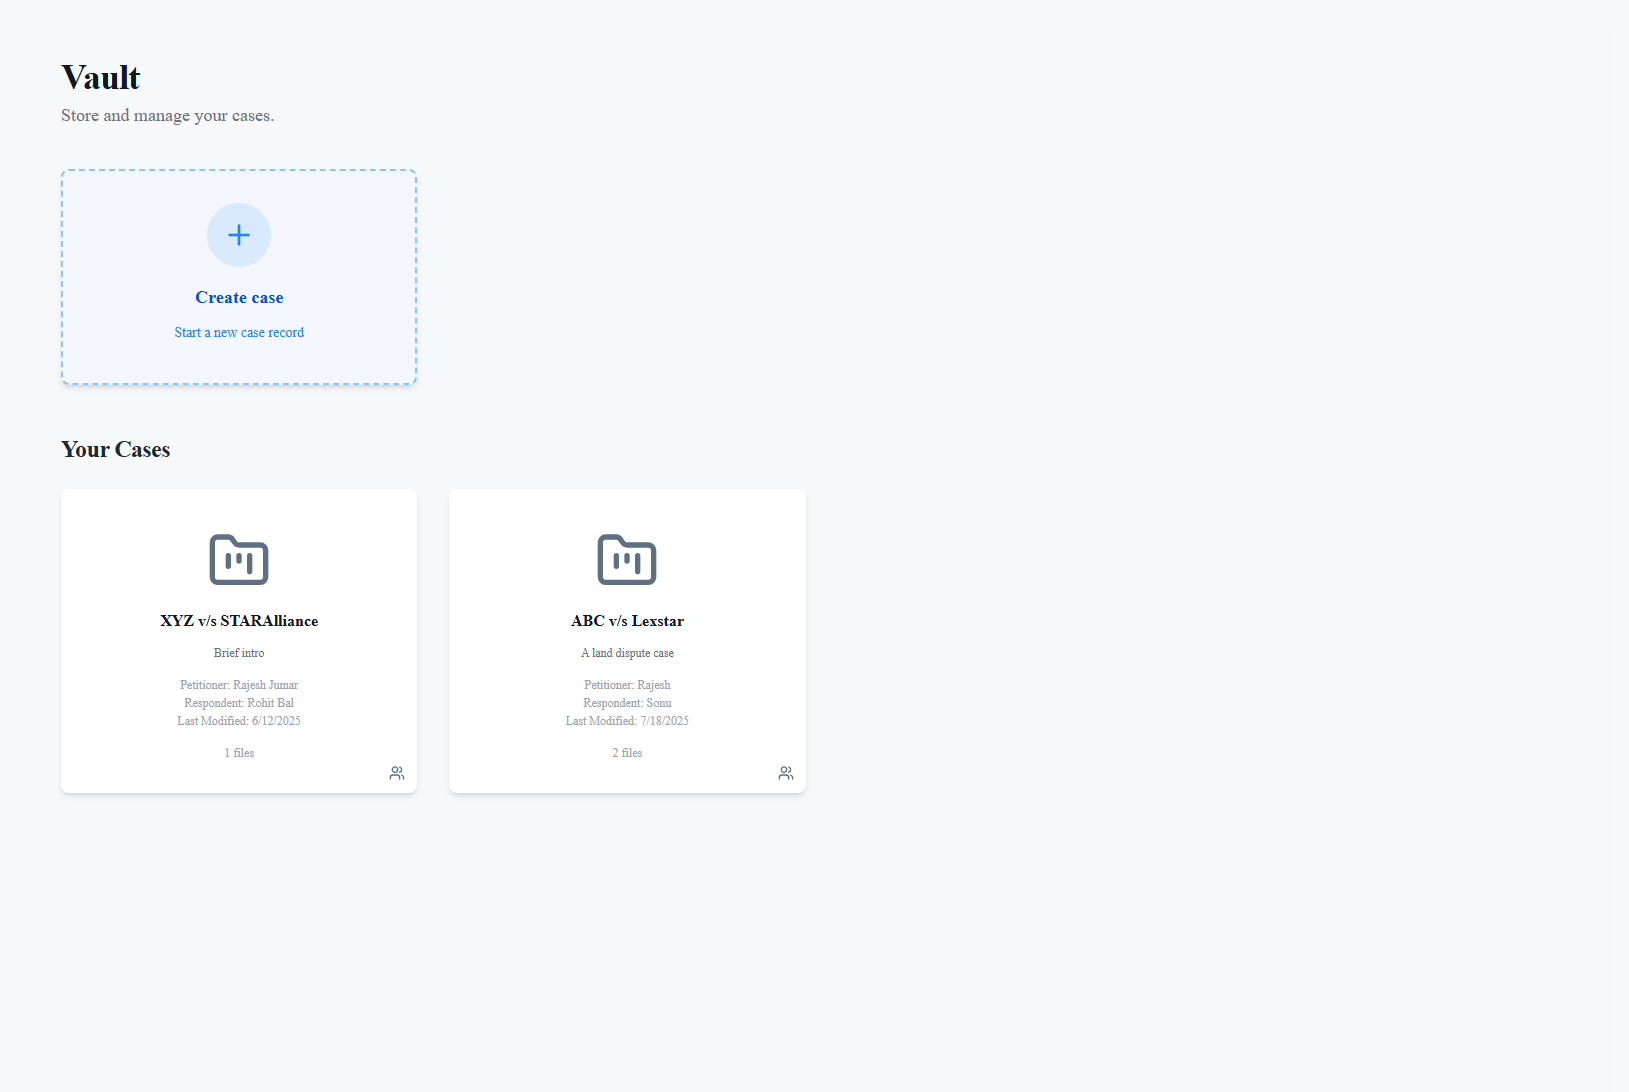 Vault
Store and manage your cases.
Create case
Start a new case record
Your Cases
XYZ v/s STARAlliance
Brief intro
Petitioner: Rajesh Jumar
Respondent: Rohit Bal
Last Modified: 6/12/2025
1 files
ABC v/s Lexstar
A land dispute case
Petitioner: Rajesh
Respondent: Sonu
Last Modified: 7/18/2025
2 files